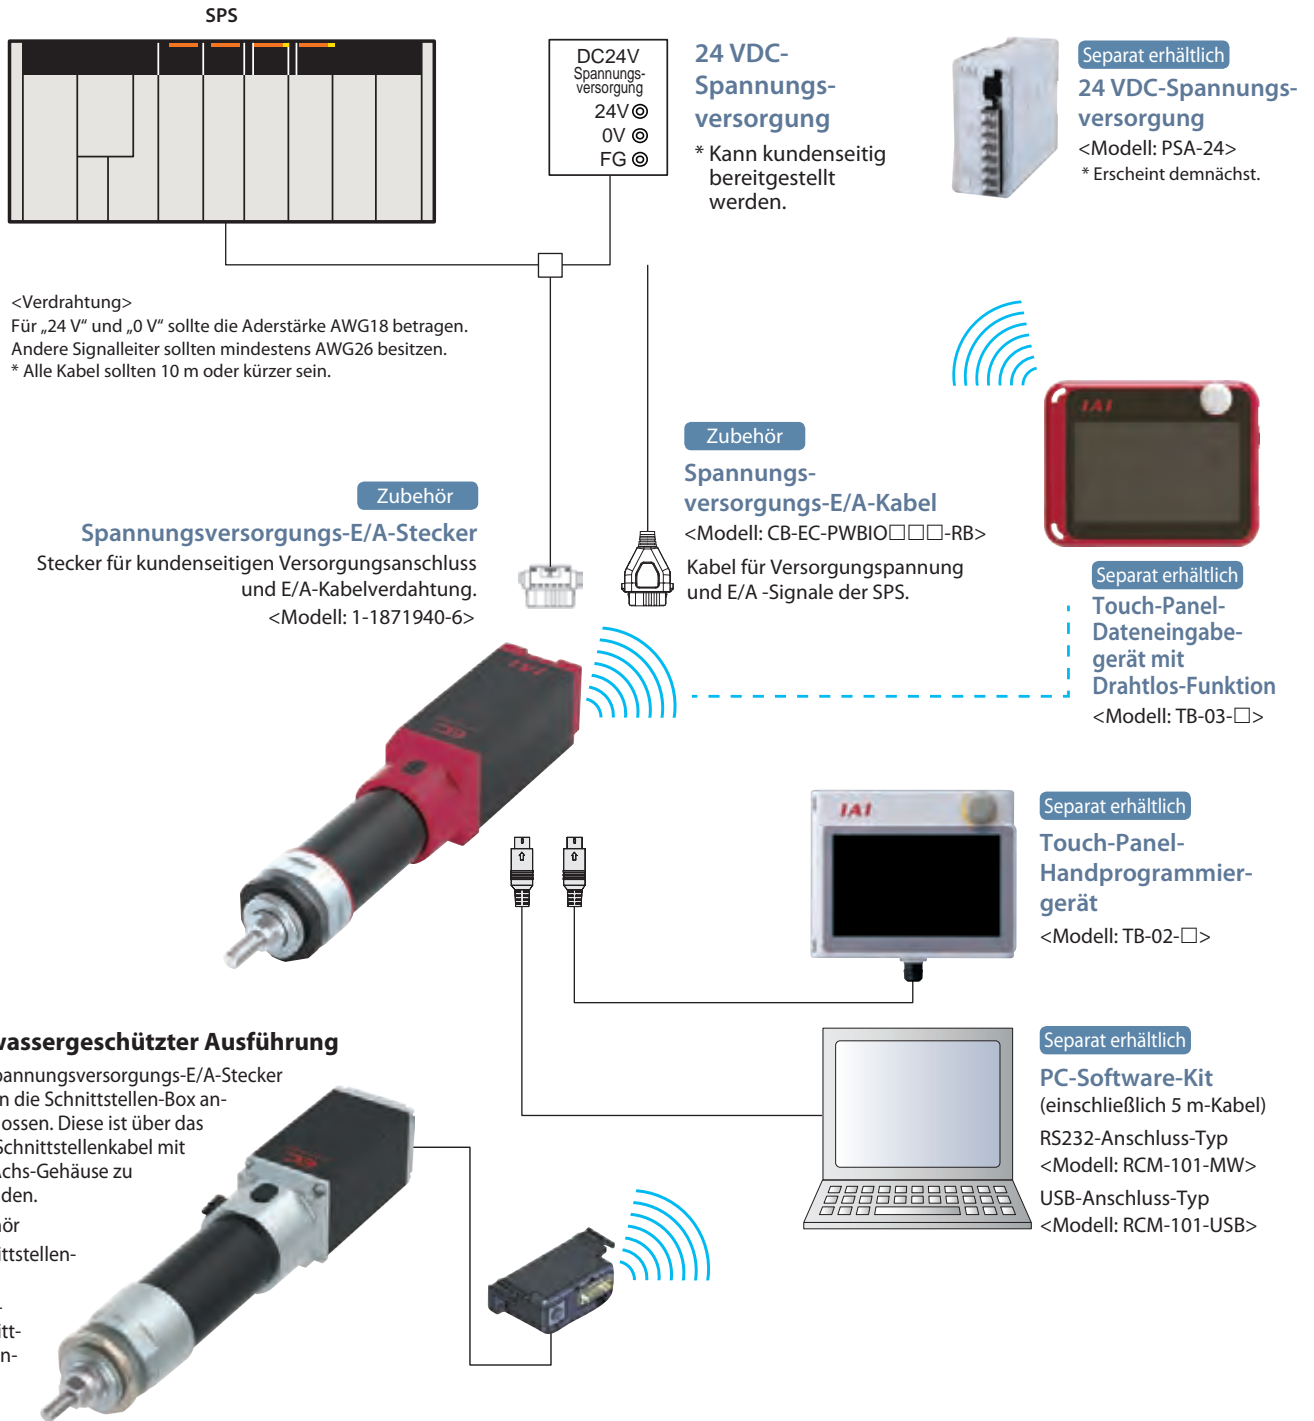 SPS
DC24V
Spannungs-
versorgung
24V
0V
FG
24 VDC-
Spannungs-
versorgung
* Kann kundenseitig
bereitgestellt
werden.
Separat erhältlich
24 VDC-Spannungs-
versorgung
<Modell: PSA-24>
* Erscheint demnächst.
<Verdrahtung>
Für „24 V“ und „0 V“ sollte die Aderstärke AWG18 betragen.
Andere Signalleiter sollten mindestens AWG26 besitzen.
* Alle Kabel sollten 10 m oder kürzer sein.
Zubehör
Spannungsversorgungs-E/A-Stecker
Stecker für kundenseitigen Versorgungsanschluss
und E/A-Kabelverdahtung.
<Modell: 1-1871940-6>
Zubehör
Spannungs-
versorgungs-E/A-Kabel
<Modell: CB-EC-PWBIO□□□-RB>
Kabel für Versorgungspannung
und E/A -Signale der SPS.
IAI
Separat erhältlich
Touch-Panel-
Dateneingabe-
gerät mit
Drahtlos-Funktion
<Modell: TB-03-□>
IAI
EC
IAI
Separat erhältlich
Touch-Panel-
Handprogrammier-
gerät
<Modell: TB-02-□>
Separat erhältlich
PC-Software-Kit
(einschließlich 5 m-Kabel)
RS232-Anschluss-Typ
<Modell: RCM-101-MW>
USB-Anschluss-Typ
<Modell: RCM-101-USB>
wassergeschützter Ausführung
pannungsversorgungs-E/A-Stecker
n die Schnittstellen-Box an-
ossen. Diese ist über das
Schnittstellenkabel mit
Achs-Gehäuse zu
den.
ör
ittstellen-
-
itt-
n-
EC